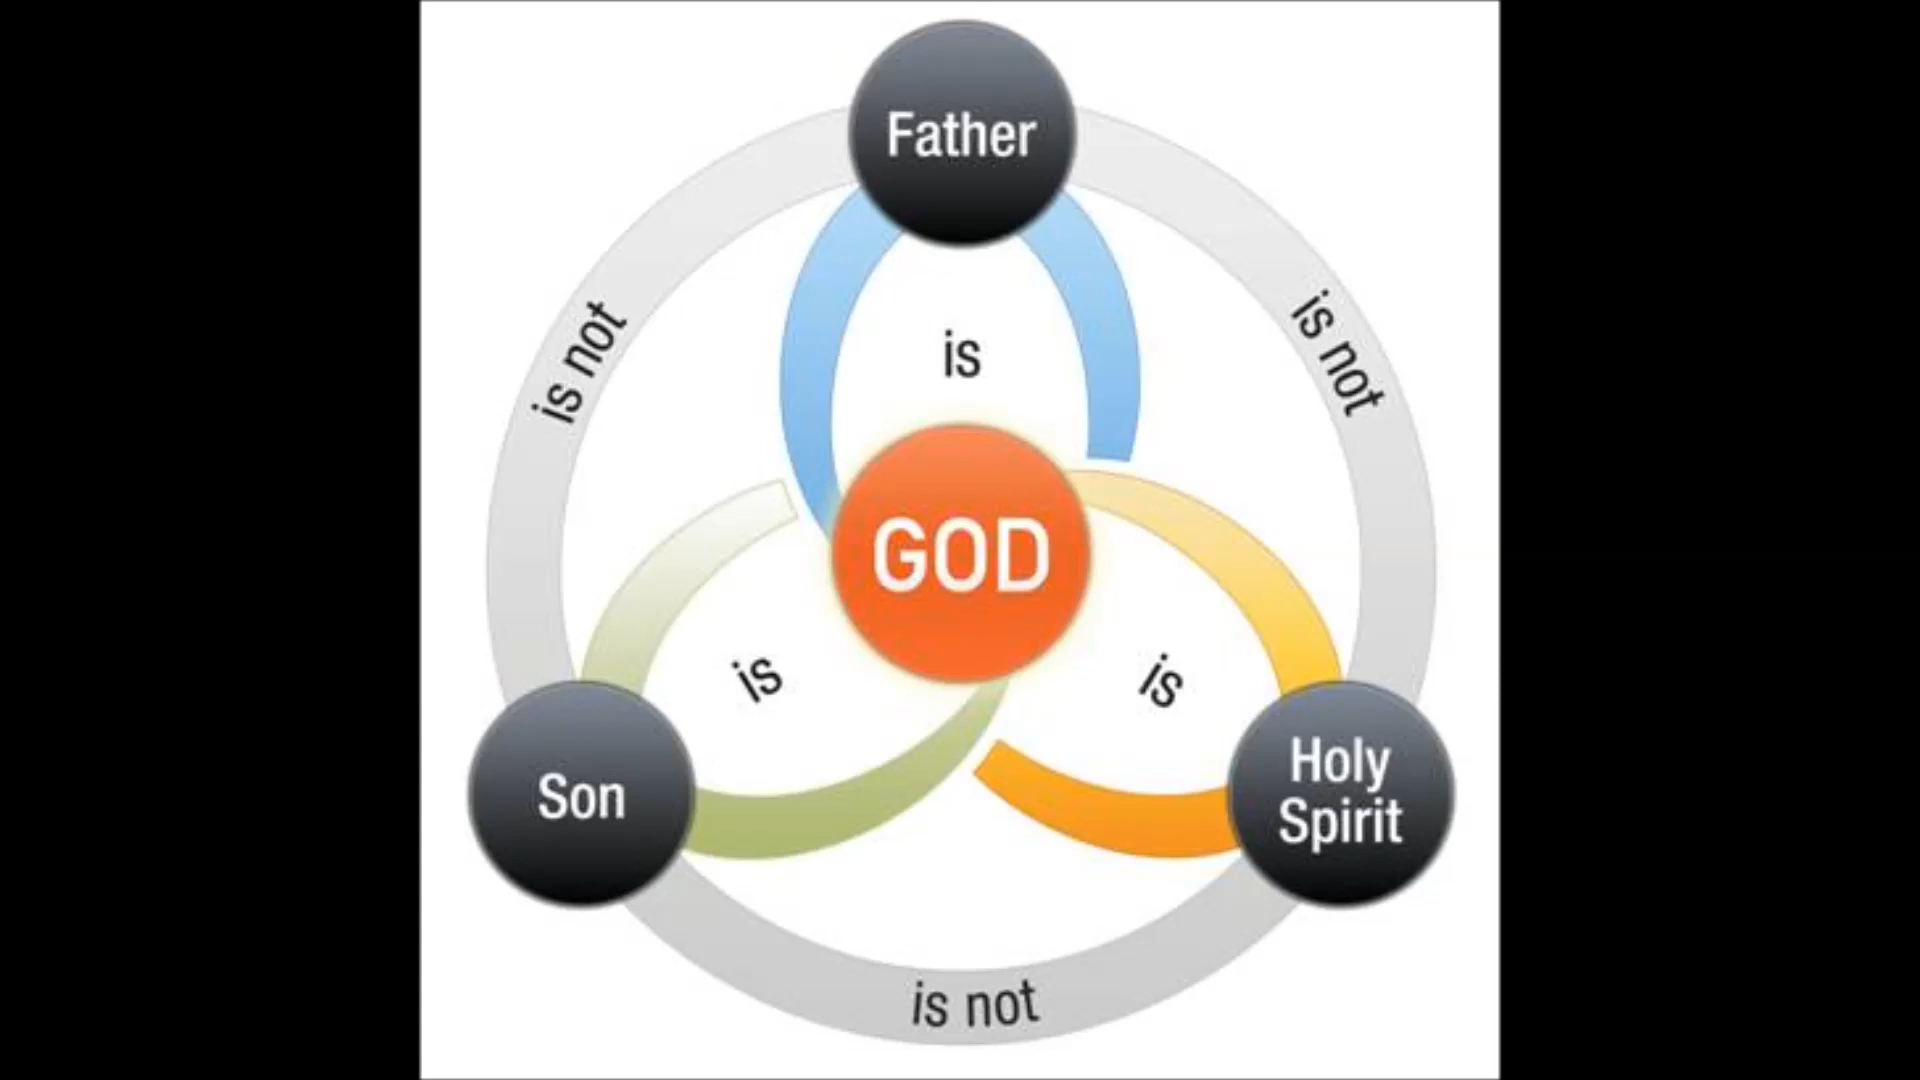 Father
is not
is not
is
GOD
is
is
Son
Holy
Spirit
is not